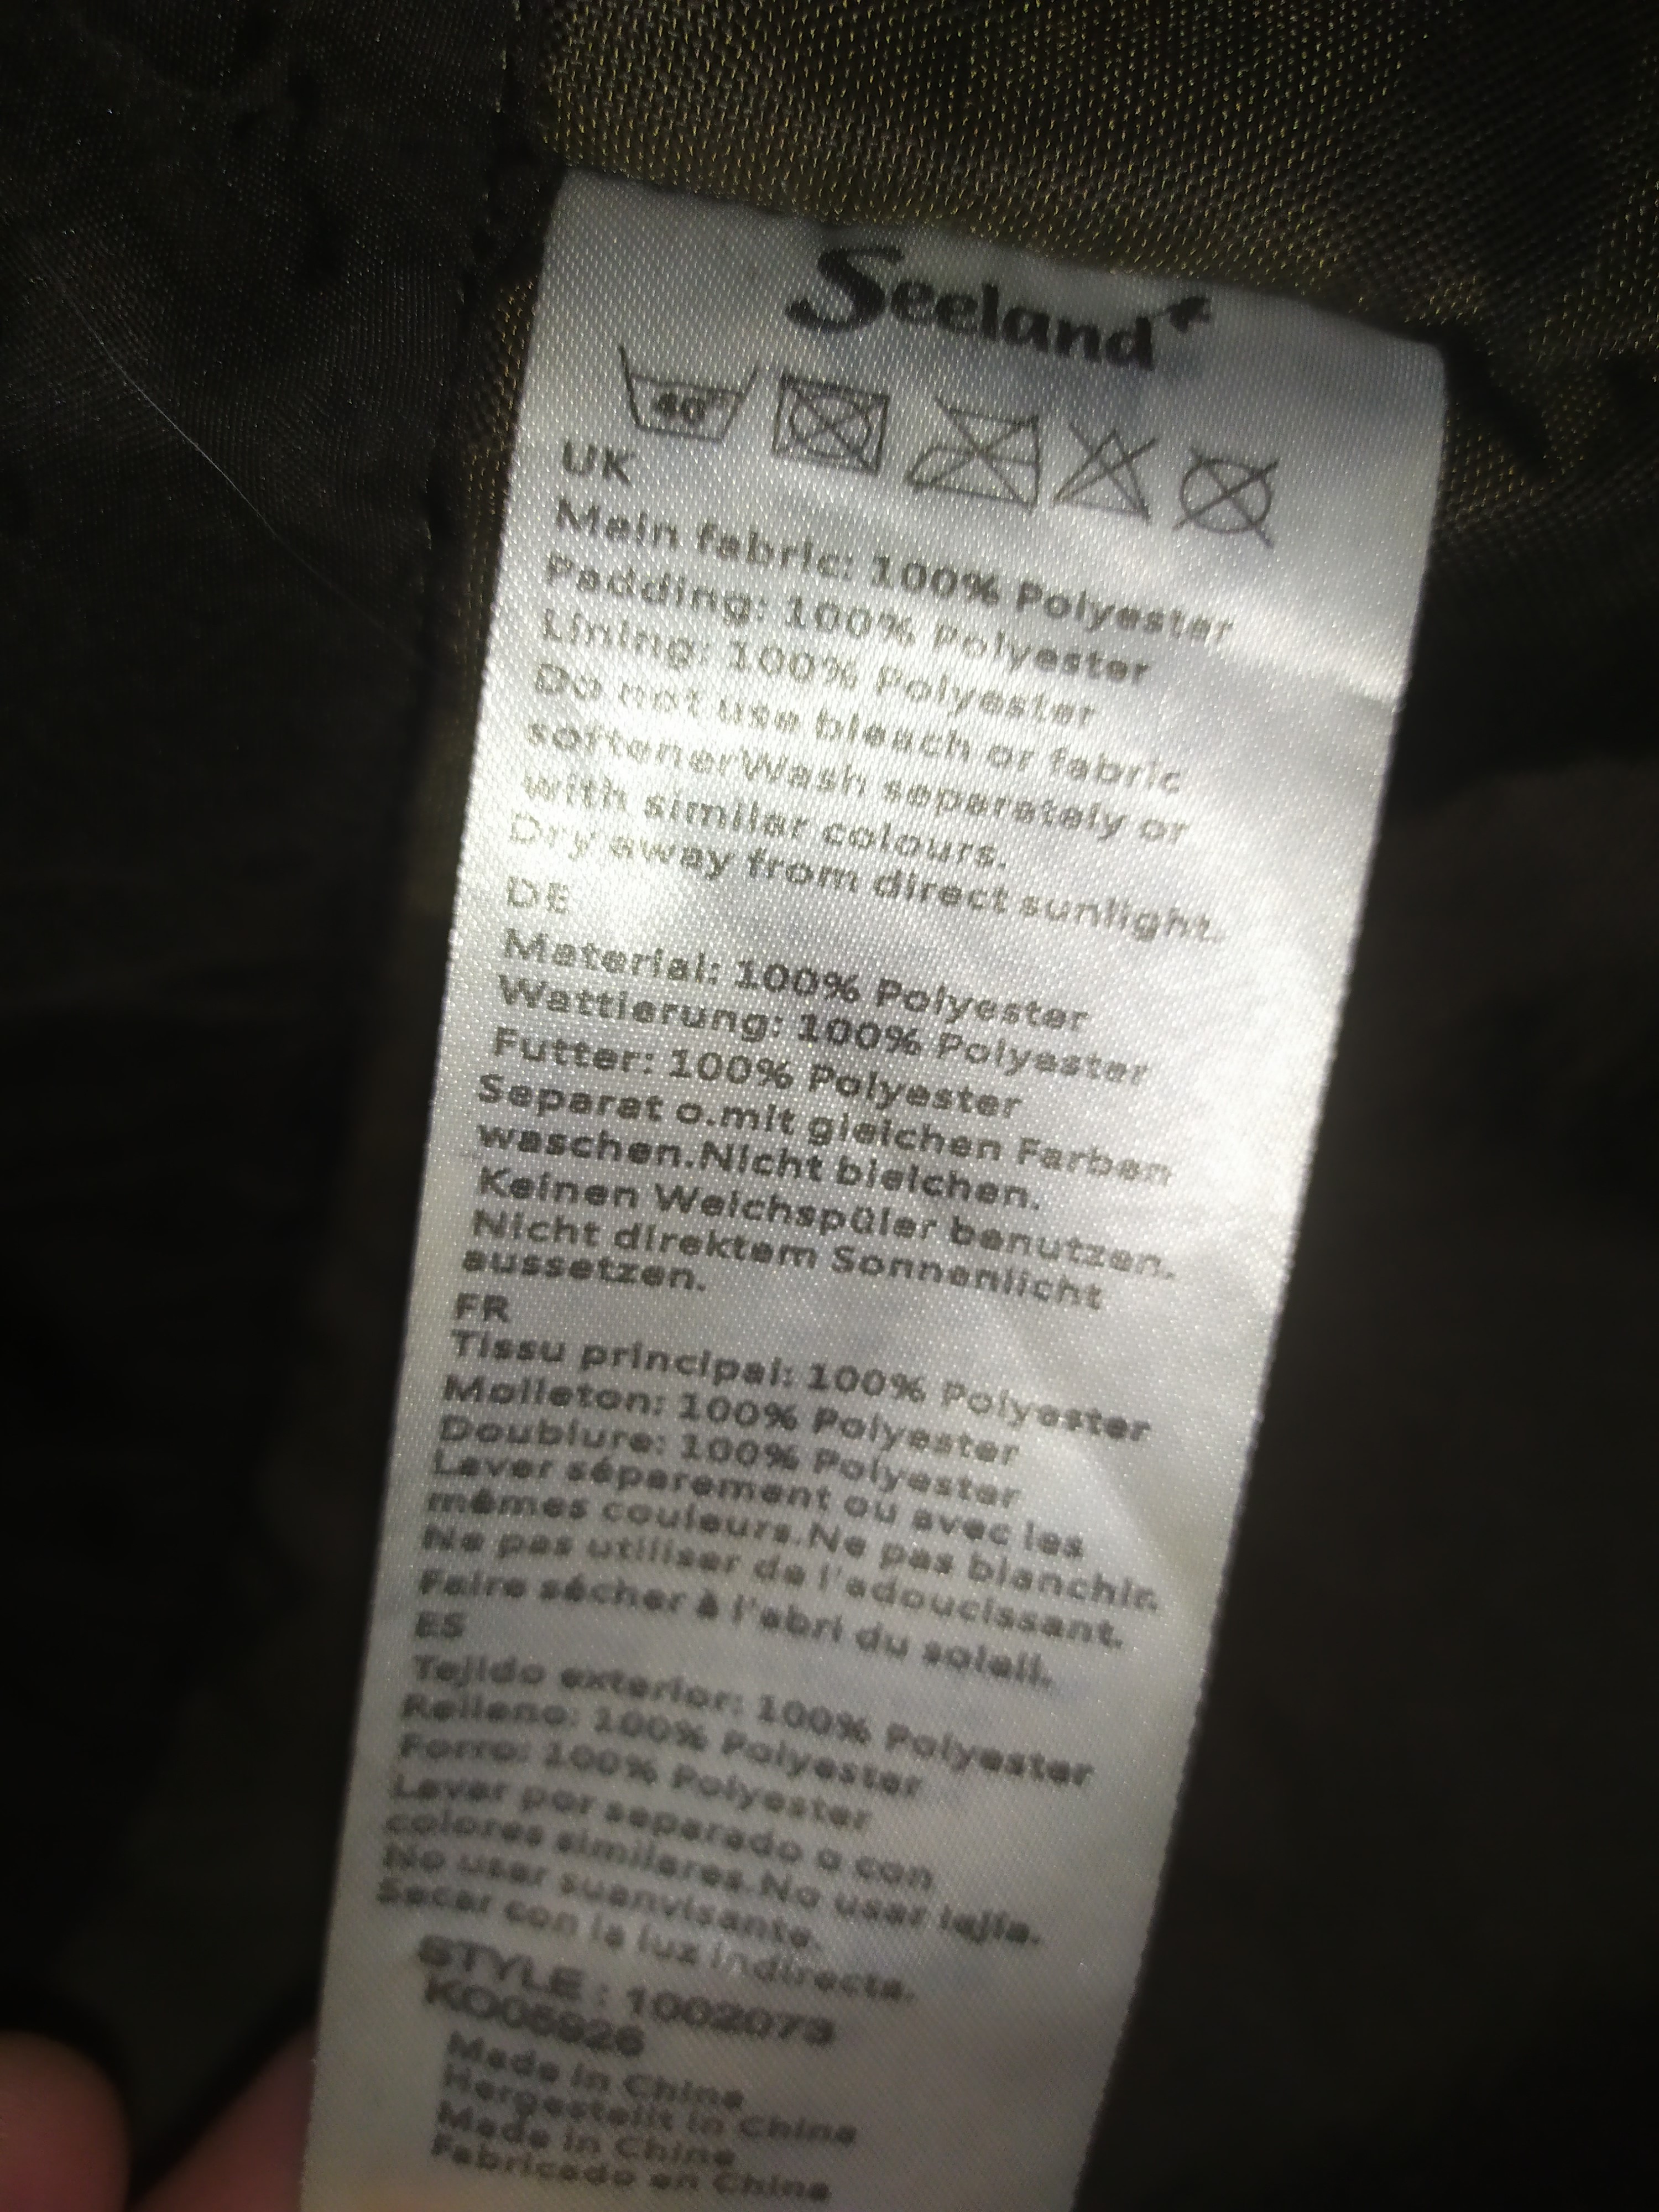 Seeland
40°
UK
Main fabric: 100% Polyester
Padding: 100% Polyester
Lining: 100% Polyester
Do not use bleach or fabric
softenerWash separately or
with similar colours.
Dry away from direct sunlight.
DE
Material: 100% Polyester
Wattierung: 100% Polyester
Futter: 100% Polyester
Separat o.mit gleichen Farben
waschen.Nicht bleichen.
Keinen Weichspüler benutzen.
Nicht direktem Sonnenlicht
aussetzen.
FR
Tissu principal: 100% Polyester
Molleton: 100% Polyester
Doublure: 100% Polyester
Laver séparement ou avec les
mêmes couleurs.Ne pas blanchir.
Ne pas utiliser de l'adoucissant.
Faire sécher à l'abri du soleil.
ES
Tejido exterior: 100% Polyester
Relleno: 100% Polyester
Forro: 100% Polyester
Lavar por separado o con
colores similares.No usar lejía.
No usar suavisante.
Secar con la luz indirecta.
STYLE : 1002073
KO05926
Made in China
Hergestellt in China
Made in China
Fabricado en China